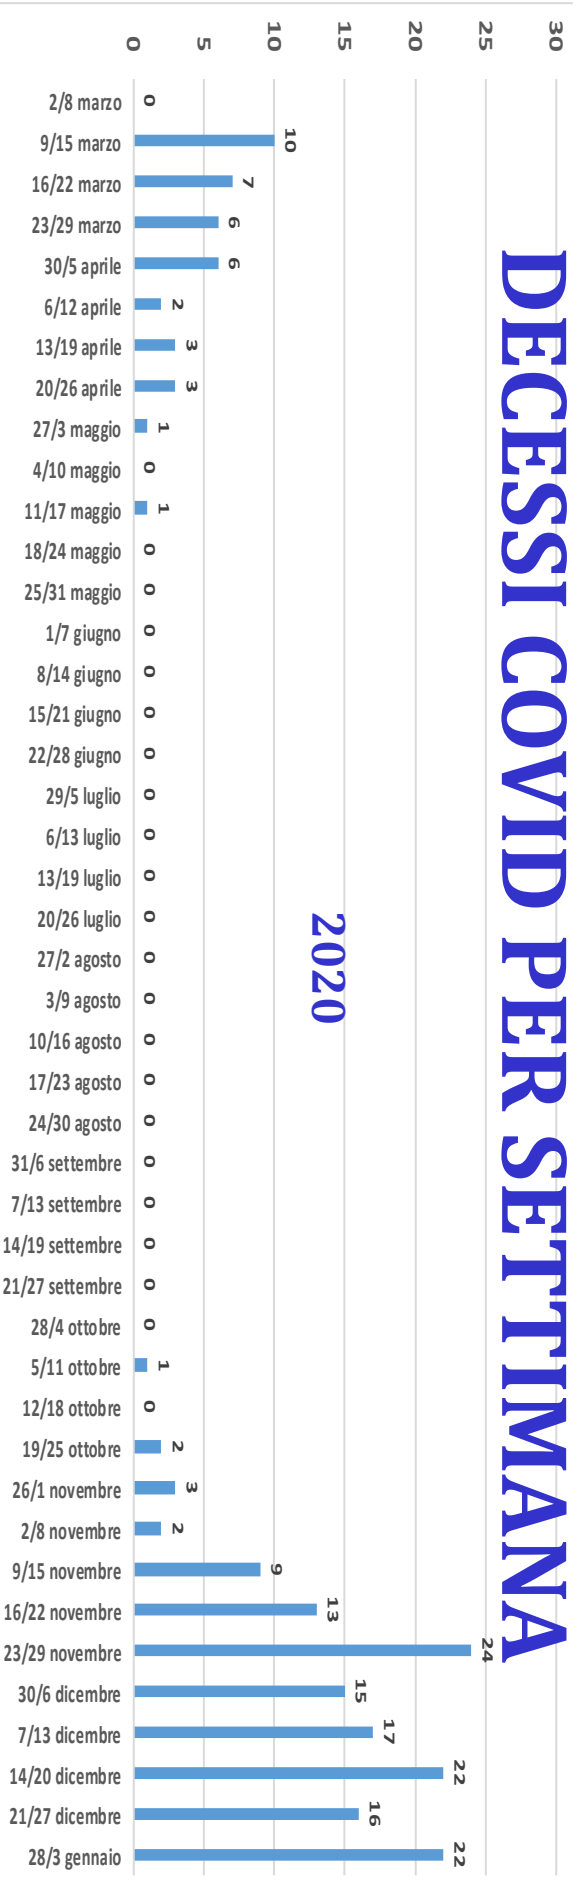 DECESSI COVID PER SETTIMANA
2020
0 5 10 15 20 25 30
2/8 marzo 0
9/15 marzo 10
16/22 marzo 7
23/29 marzo 6
30/5 aprile 6
6/12 aprile 2
13/19 aprile 3
20/26 aprile 3
27/3 maggio 1
4/10 maggio 0
11/17 maggio 1
18/24 maggio 0
25/31 maggio 0
1/7 giugno 0
8/14 giugno 0
15/21 giugno 0
22/28 giugno 0
29/5 luglio 0
6/13 luglio 0
13/19 luglio 0
20/26 luglio 0
27/2 agosto 0
3/9 agosto 0
10/16 agosto 0
17/23 agosto 0
24/30 agosto 0
31/6 settembre 0
7/13 settembre 0
14/19 settembre 0
21/27 settembre 0
28/4 ottobre 0
5/11 ottobre 1
12/18 ottobre 0
19/25 ottobre 2
26/1 novembre 3
2/8 novembre 2
9/15 novembre 9
16/22 novembre 13
23/29 novembre 24
30/6 dicembre 15
7/13 dicembre 17
14/20 dicembre 22
21/27 dicembre 16
28/3 gennaio 22